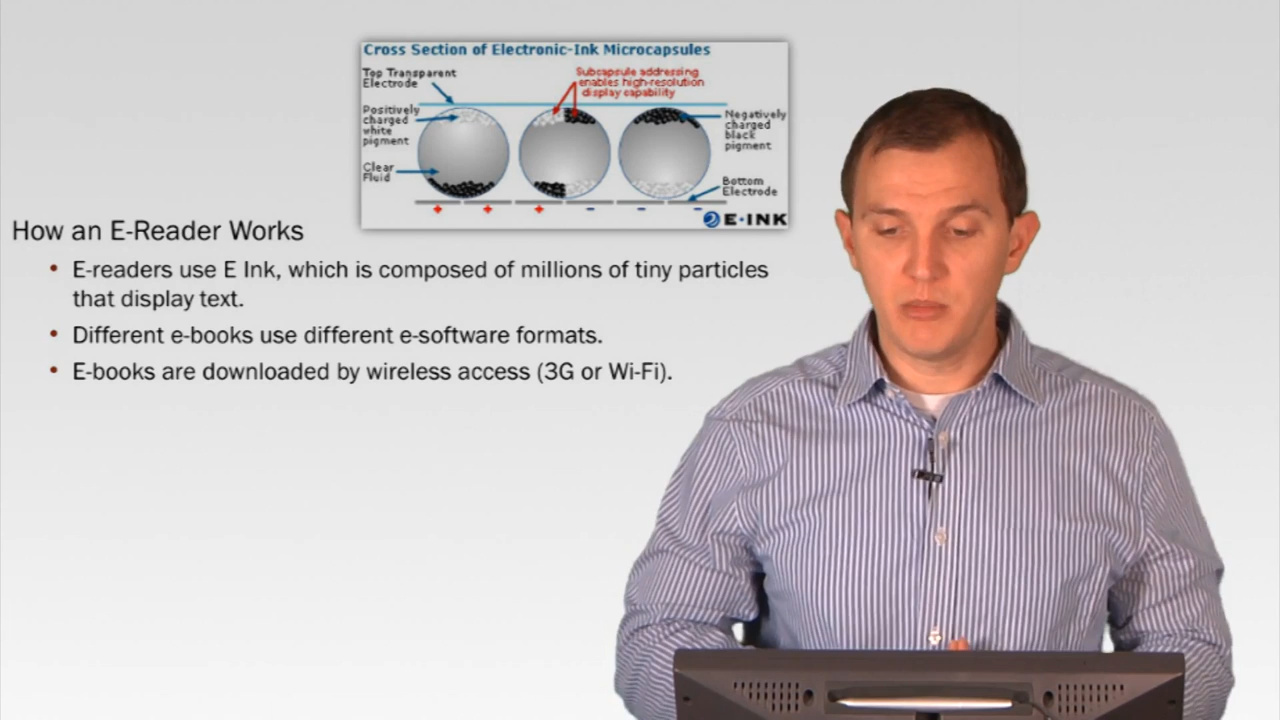 Cross Section of Electronic-Ink Microcapsules
Top Transparent
Electrode
Subcapsule addressing
enables high-resolution
display capability
Positively
charged
white
pigment
Negatively
charged
black
pigment
Clear
Fluid
Bottom
Electrode
+ + + - - -
E-INK
How an E-Reader Works
• E-readers use E Ink, which is composed of millions of tiny particles
that display text.
• Different e-books use different e-software formats.
• E-books are downloaded by wireless access (3G or Wi-Fi).